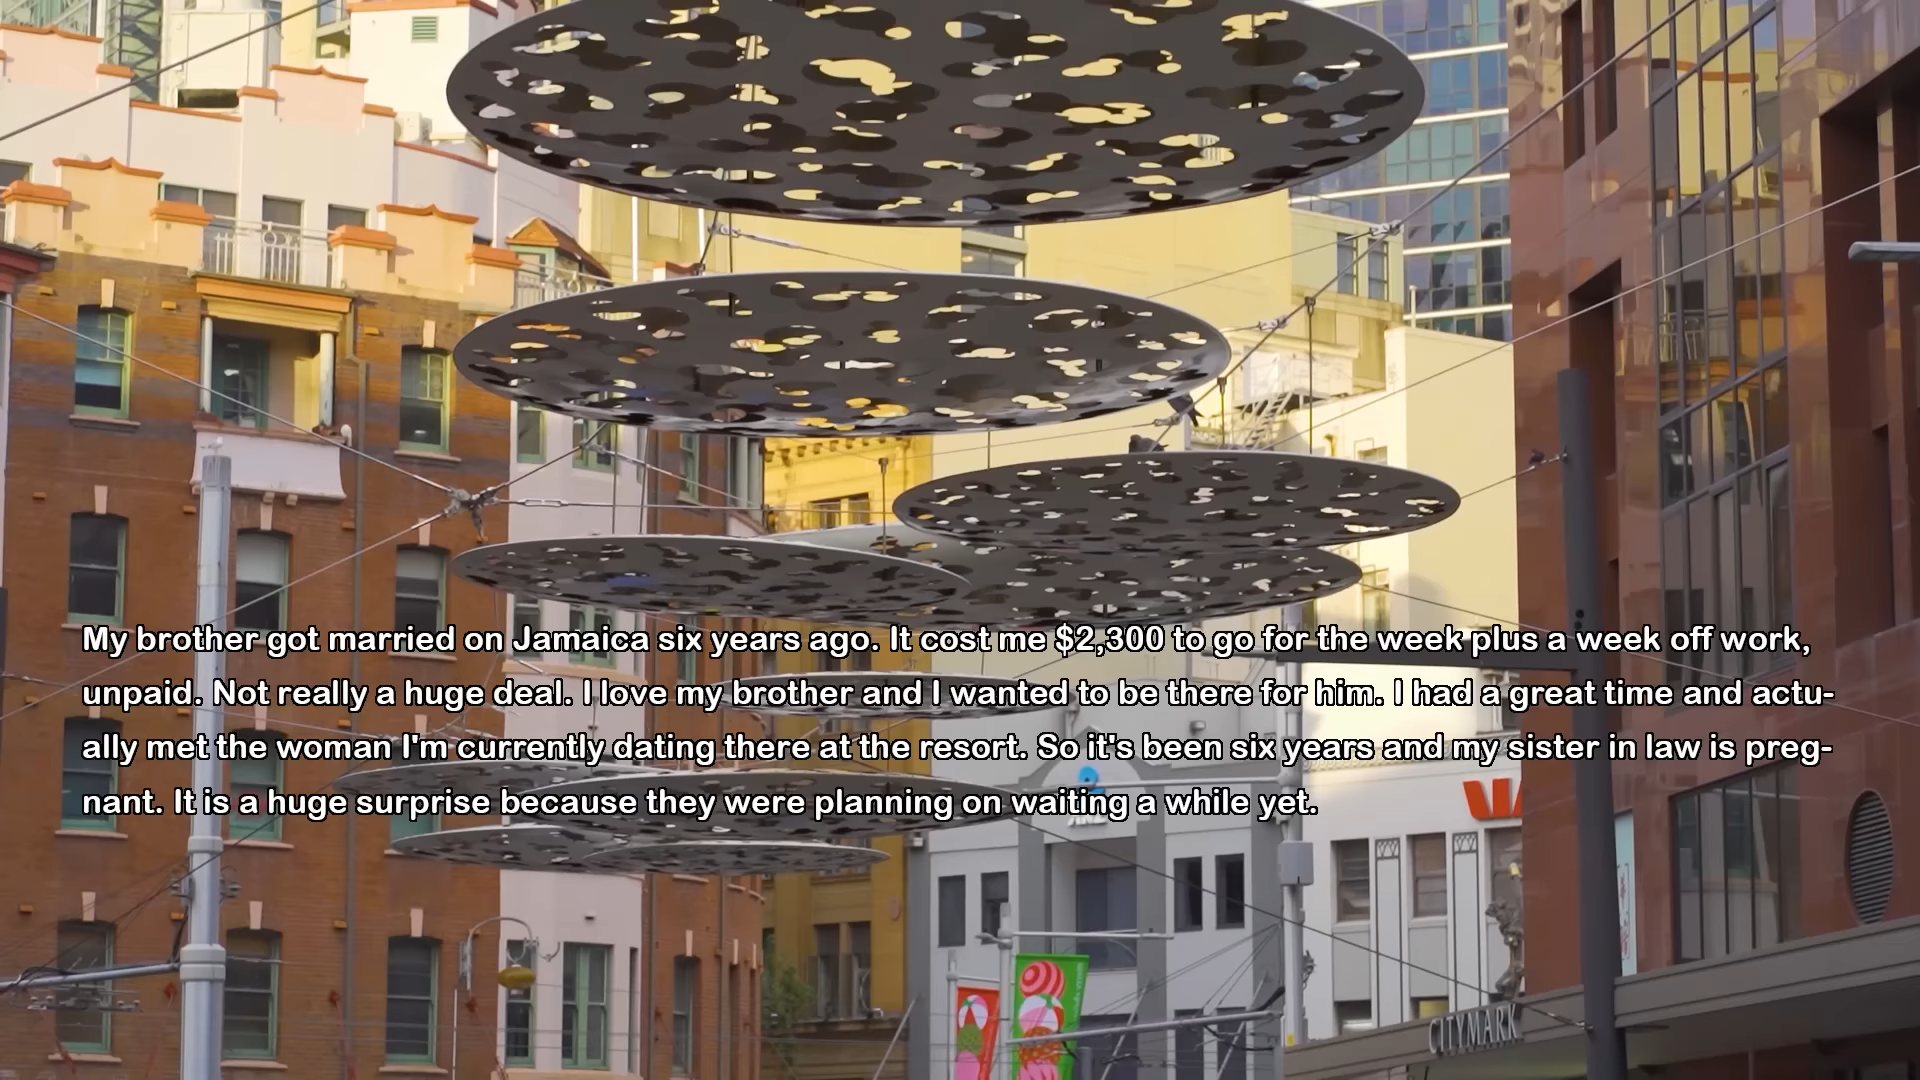 My brother got married on Jamaica six years ago. It cost me $2,300 to go for the week plus a week off work,
unpaid. Not really a huge deal. I love my brother and I wanted to be there for him. I had a great time and actu-
ally met the woman I'm currently dating there at the resort. So it's been six years and my sister in law is preg-
nant. It is a huge surprise because they were planning on waiting a while yet.
CITYMARK